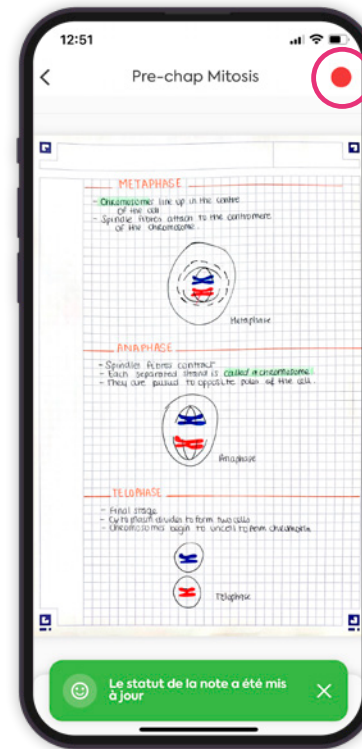 12:51
Pre-chap Mitosis
METAPHASE
- Chromosomes line up in the centre
of the cell
- Spindle fibres attach to the centromere
of the chromosome.
Metaphase
ANAPHASE
- Spindle fibres contract
- Each separated strand is called a chromosome.
- They are pulled to opposite poles of the cell.
Anaphase
TELOPHASE
- Final stage
- Cytoplasm divides to form two cells
- Chromosomes begin to uncoil to form chromatin
Telophase
Le statut de la note a été mis
à jour